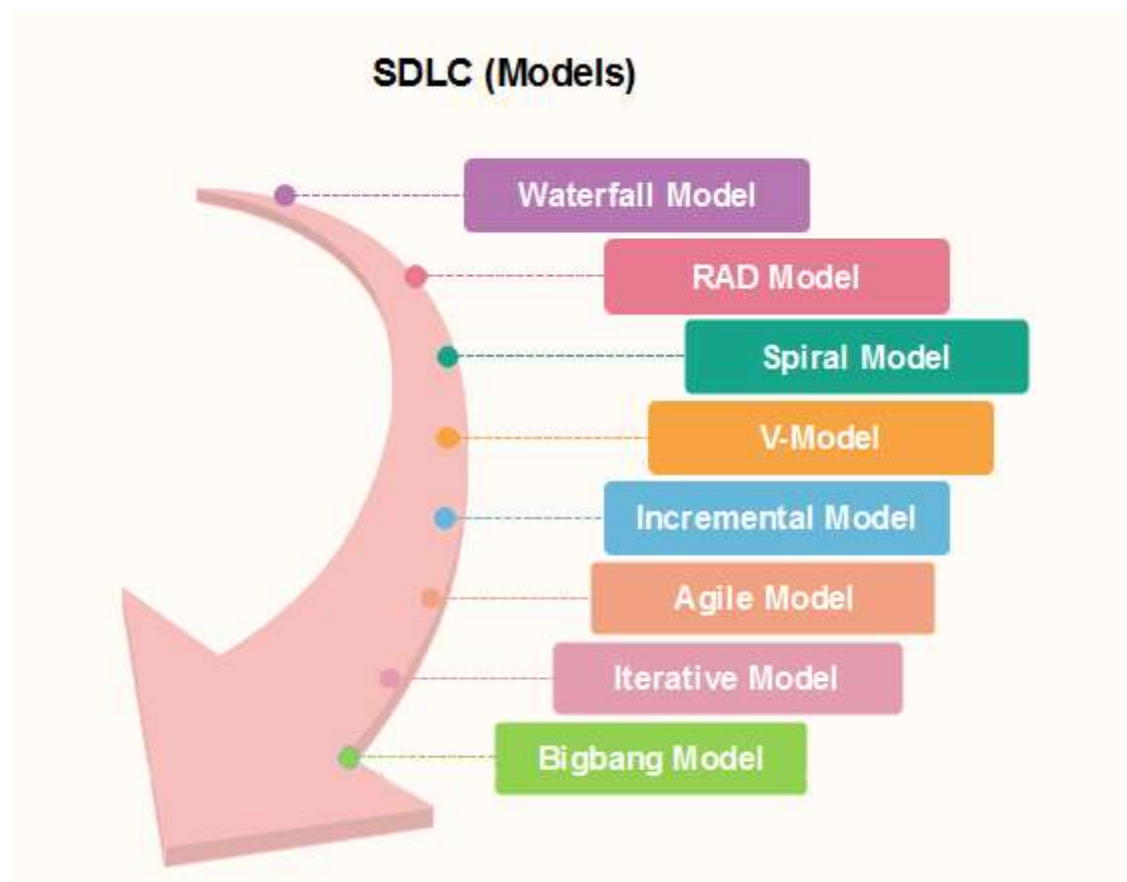 SDLC (Models)
Waterfall Model
RAD Model
Spiral Model
V-Model
Incremental Model
Agile Model
Iterative Model
Bigbang Model